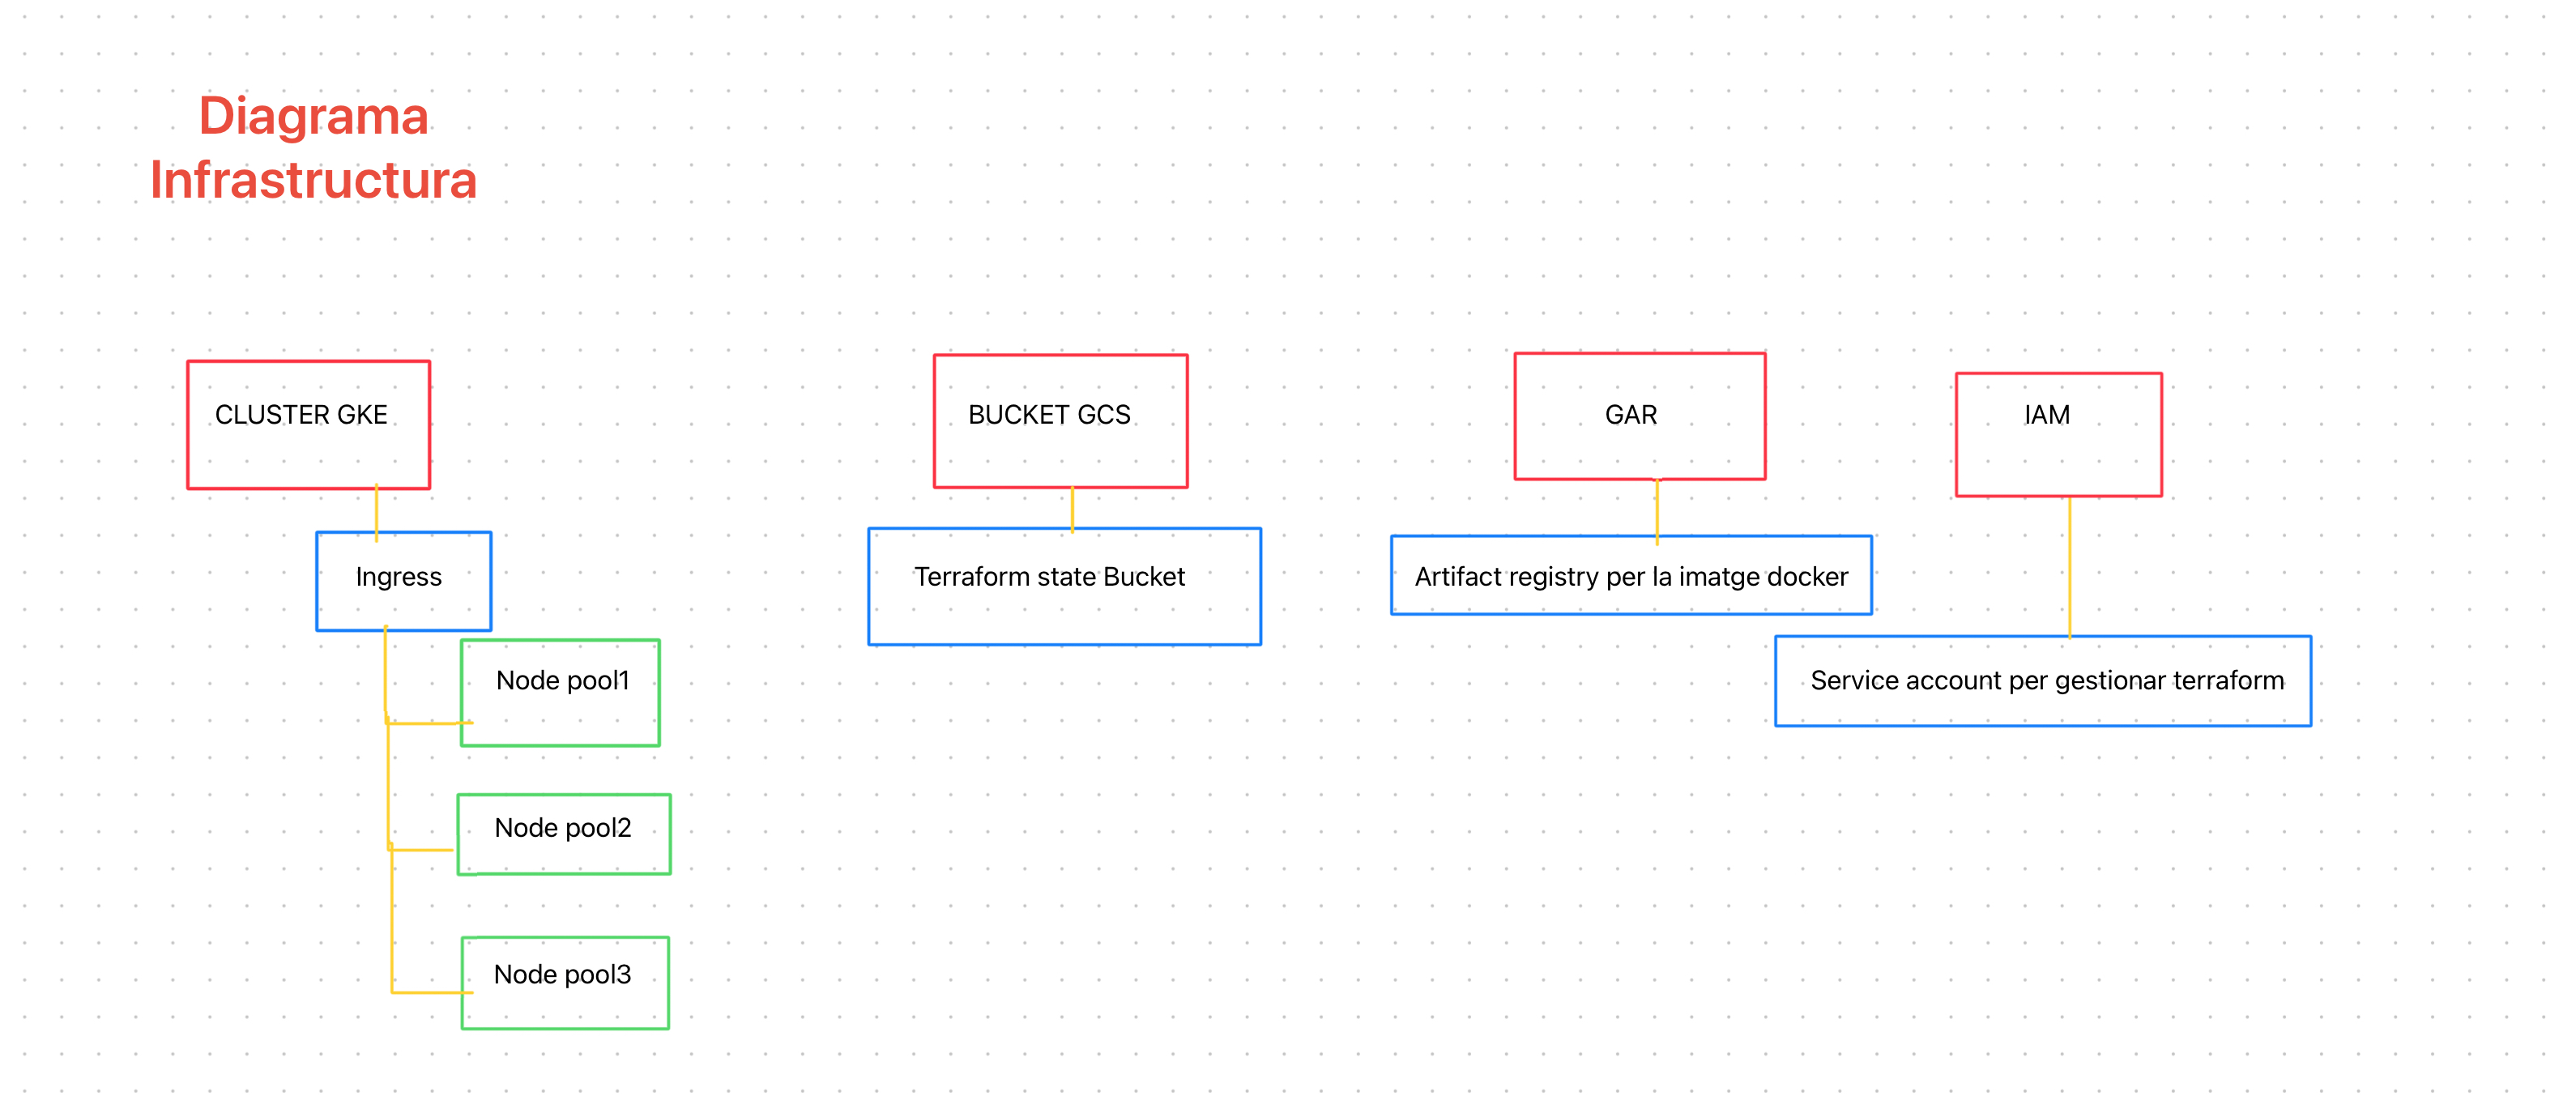 Diagrama
Infrastructura
CLUSTER GKE
BUCKET GCS
GAR
IAM
Ingress
Terraform state Bucket
Artifact registry per la imatge docker
Node pool1
Service account per gestionar terraform
Node pool2
Node pool3